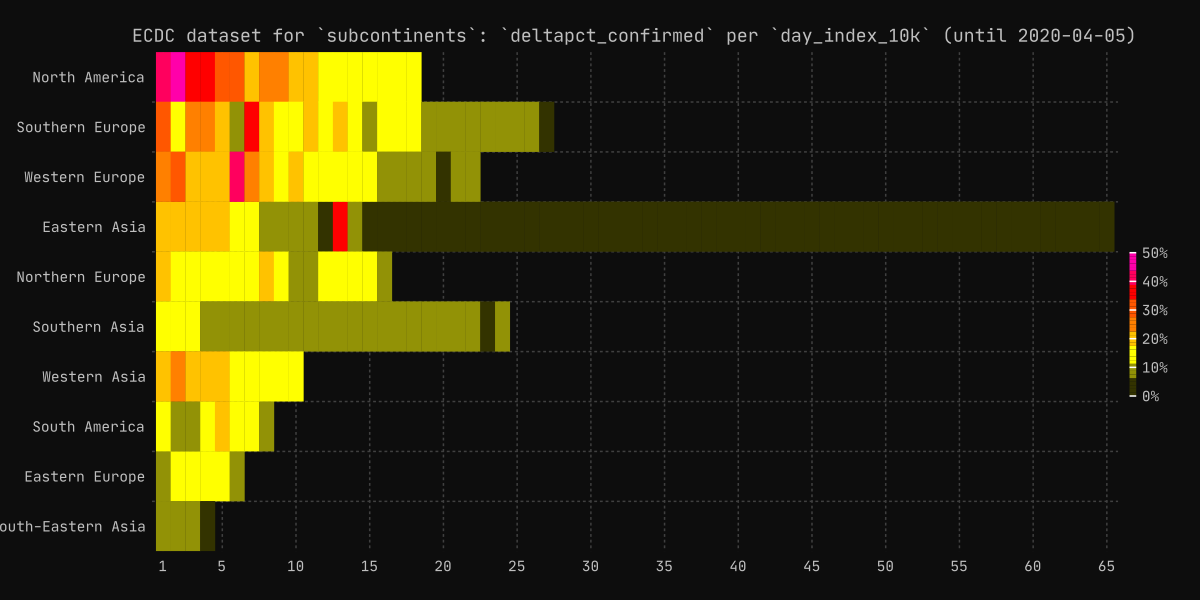 ECDC dataset for `subcontinents`: `deltapct_confirmed` per `day_index_10k` (until 2020-04-05)
North America
Southern Europe
Western Europe
Eastern Asia
Northern Europe
Southern Asia
Western Asia
South America
Eastern Europe
outh-Eastern Asia
50%
40%
30%
20%
10%
0%
1 5 10 15 20 25 30 35 40 45 50 55 60 65